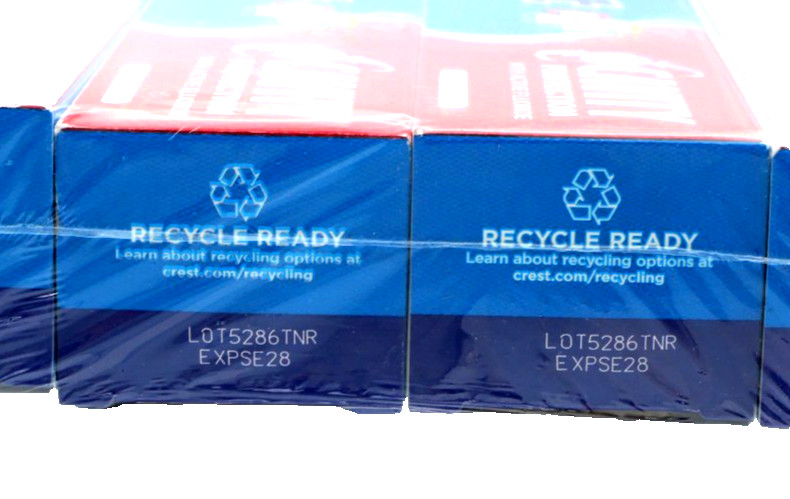 RECYCLE READY
Learn about recycling options at
crest.com/recycling
LOT5286TNR
EXPSE28
RECYCLE READY
Learn about recycling options at
crest.com/recycling
LOT5286TNR
EXPSE28